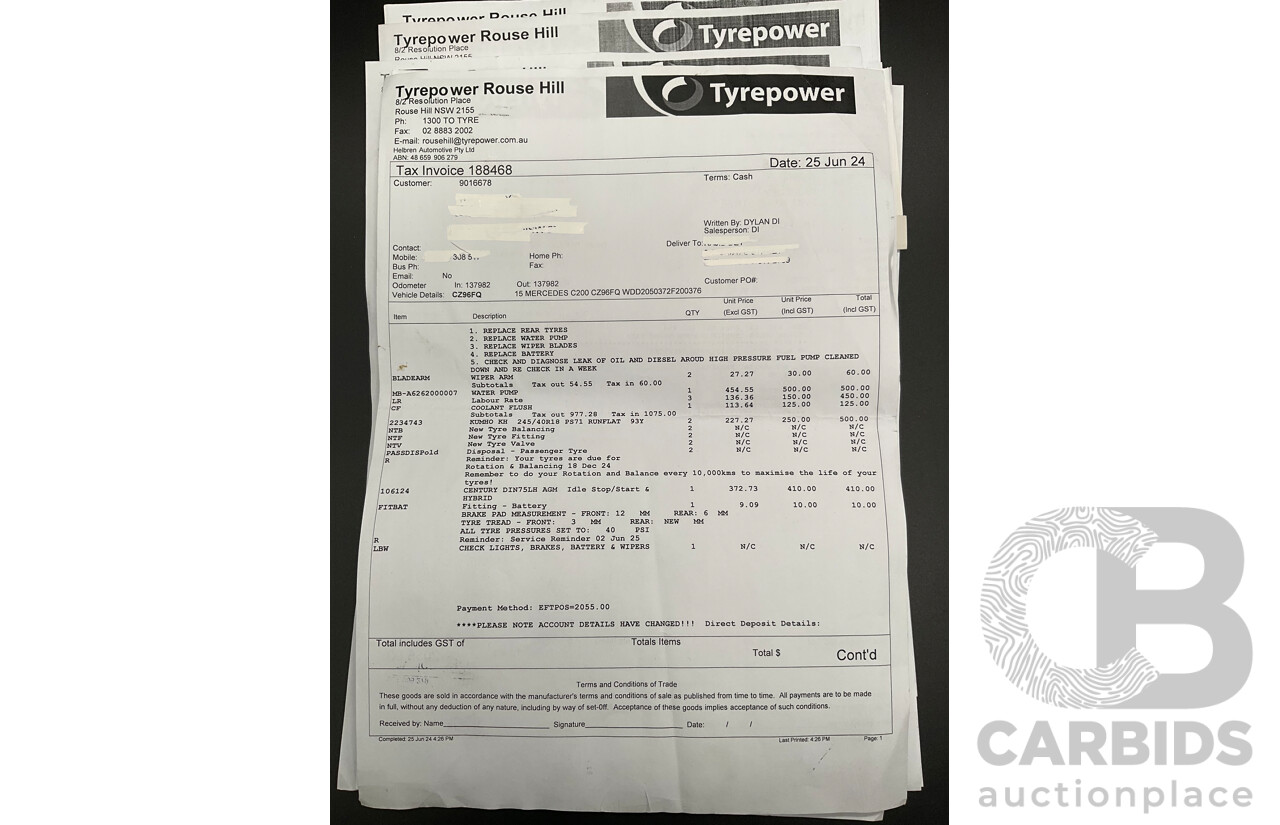 Tyrepower Rouse Hill
Tyrepower Rouse Hill
8/2 Resolution Place
Rouse Hill NSW 2155
Tyrepower
Tyrepower Rouse Hill
8/2 Resolution Place
Rouse Hill NSW 2155
Ph: 1300 TO TYRE
Fax: 02 8883 2002
E-mail: rousehill@tyrepower.com.au
Helbren Automotive Pty Ltd
ABN: 48 659 906 279
Tyrepower
Tax Invoice 188468 Date: 25 Jun 24
Customer: 9016678 Terms: Cash
Written By: DYLAN DI
Salesperson: DI
Deliver To:
Contact:
Mobile: Home Ph:
Bus Ph: Fax:
Email: No
Customer PO#:
Odometer In: 137982 Out: 137982
Vehicle Details: CZ96FQ 15 MERCEDES C200 CZ96FQ WDD2050372F200376
Item Description QTY Unit Price (Excl GST) Unit Price (Incl GST) Total (Incl GST)
1. REPLACE REAR TYRES
2. REPLACE WATER PUMP
3. REPLACE WIPER BLADES
4. REPLACE BATTERY
5. CHECK AND DIAGNOSE LEAK OF OIL AND DIESEL AROUD HIGH PRESSURE FUEL PUMP CLEANED
DOWN AND RE CHECK IN A WEEK
BLADEARM WIPER ARM 2 27.27 30.00 60.00
Subtotals Tax out 54.55 Tax in 60.00
MB-A6262000007 WATER PUMP 1 454.55 500.00 500.00
LR Labour Rate 3 136.36 150.00 450.00
CF COOLANT FLUSH 1 113.64 125.00 125.00
Subtotals Tax out 977.28 Tax in 1075.00
2234743 KUMHO KH 245/40R18 PS71 RUNFLAT 93Y 2 227.27 250.00 500.00
NTB New Tyre Balancing 2 N/C N/C N/C
NTF New Tyre Fitting 2 N/C N/C N/C
NTV New Tyre Valve 2 N/C N/C N/C
PASSDISPold Disposal - Passenger Tyre 2 N/C N/C N/C
R Reminder: Your tyres are due for
Rotation & Balancing 18 Dec 24
Remember to do your Rotation and Balance every 10,000kms to maximise the life of your
tyres!
106124 CENTURY DIN75LH AGM Idle Stop/Start & 1 372.73 410.00 410.00
HYBRID
FITBAT Fitting - Battery 1 9.09 10.00 10.00
BRAKE PAD MEASUREMENT - FRONT: 12 MM REAR: 6 MM
TYRE TREAD - FRONT: 3 MM REAR: NEW MM
ALL TYRE PRESSURES SET TO: 40 PSI
R Reminder: Service Reminder 02 Jun 25
LBW CHECK LIGHTS, BRAKES, BATTERY & WIPERS 1 N/C N/C N/C
Payment Method: EFTPOS=2055.00
****PLEASE NOTE ACCOUNT DETAILS HAVE CHANGED!!! Direct Deposit Details:
Total includes GST of Totals Items
Total $ Cont'd
Terms and Conditions of Trade
These goods are sold in accordance with the manufacturer's terms and conditions of sale as published from time to time. All payments are to be made
in full, without any deduction of any nature, including by way of set-0ff. Acceptance of these goods implies acceptance of such conditions.
Received by: Name Signature Date: / /
Completed: 25 Jun 24 4:26 PM Last Printed: 4:26 PM Page: 1
CB
CARBIDS
auctionplace